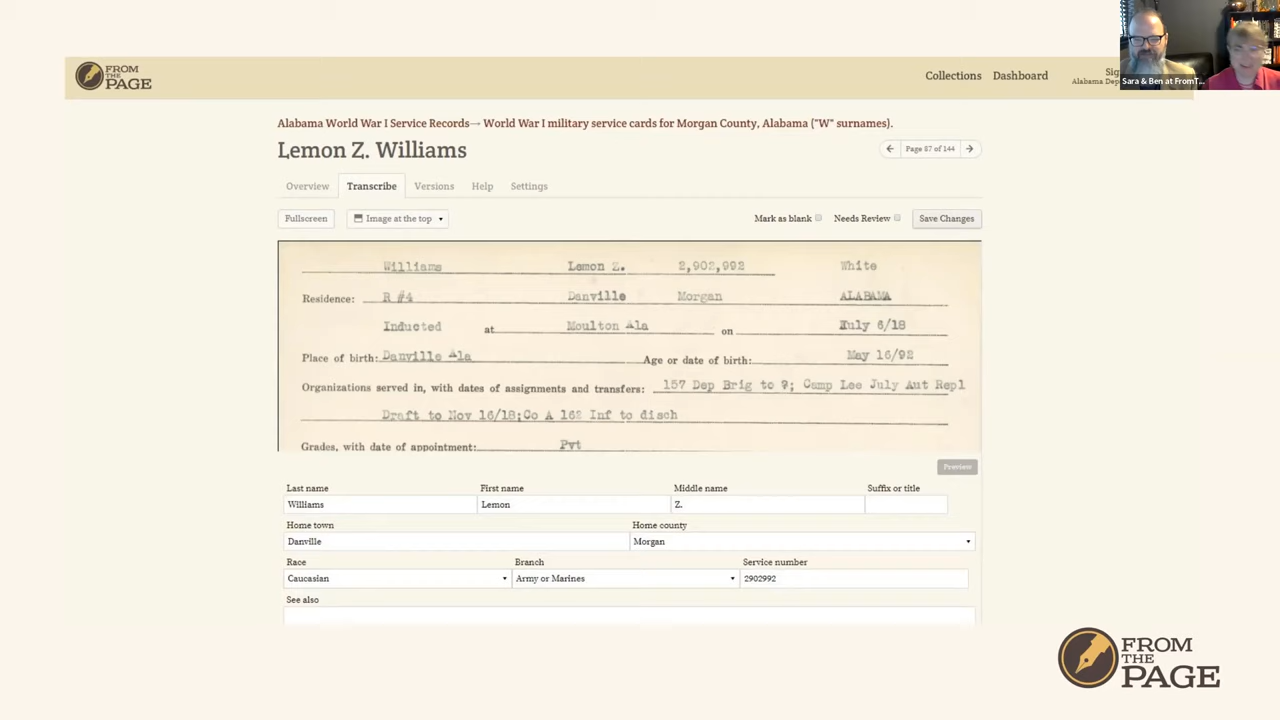 FROM
THE
PAGE
Collections Dashboard Sig
Alabama Dep
Sara & Ben at FromT...
Alabama World War I Service Records→ World War I military service cards for Morgan County, Alabama ("W" surnames).
Lemon Z. Williams
Page 87 of 144
Overview Transcribe Versions Help Settings
Fullscreen Image at the top Mark as blank Needs Review Save Changes
Williams Lemon Z. 2,902,992 White
Residence: R #4 Danville Morgan ALABAMA
Inducted at Moulton Ala on July 6/18
Place of birth: Danville Ala Age or date of birth: May 16/92
Organizations served in, with dates of assignments and transfers: 157 Dep Brig to ?; Camp Lee July Aut Repl
Draft to Nov 16/18;Co A 162 Inf to disch
Grades, with date of appointment: Pvt
Preview
Last name First name Middle name Suffix or title
Williams Lemon Z.
Home town Home county
Danville Morgan
Race Branch Service number
Caucasian Army or Marines 2902992
See also
FROM
THE
PAGE